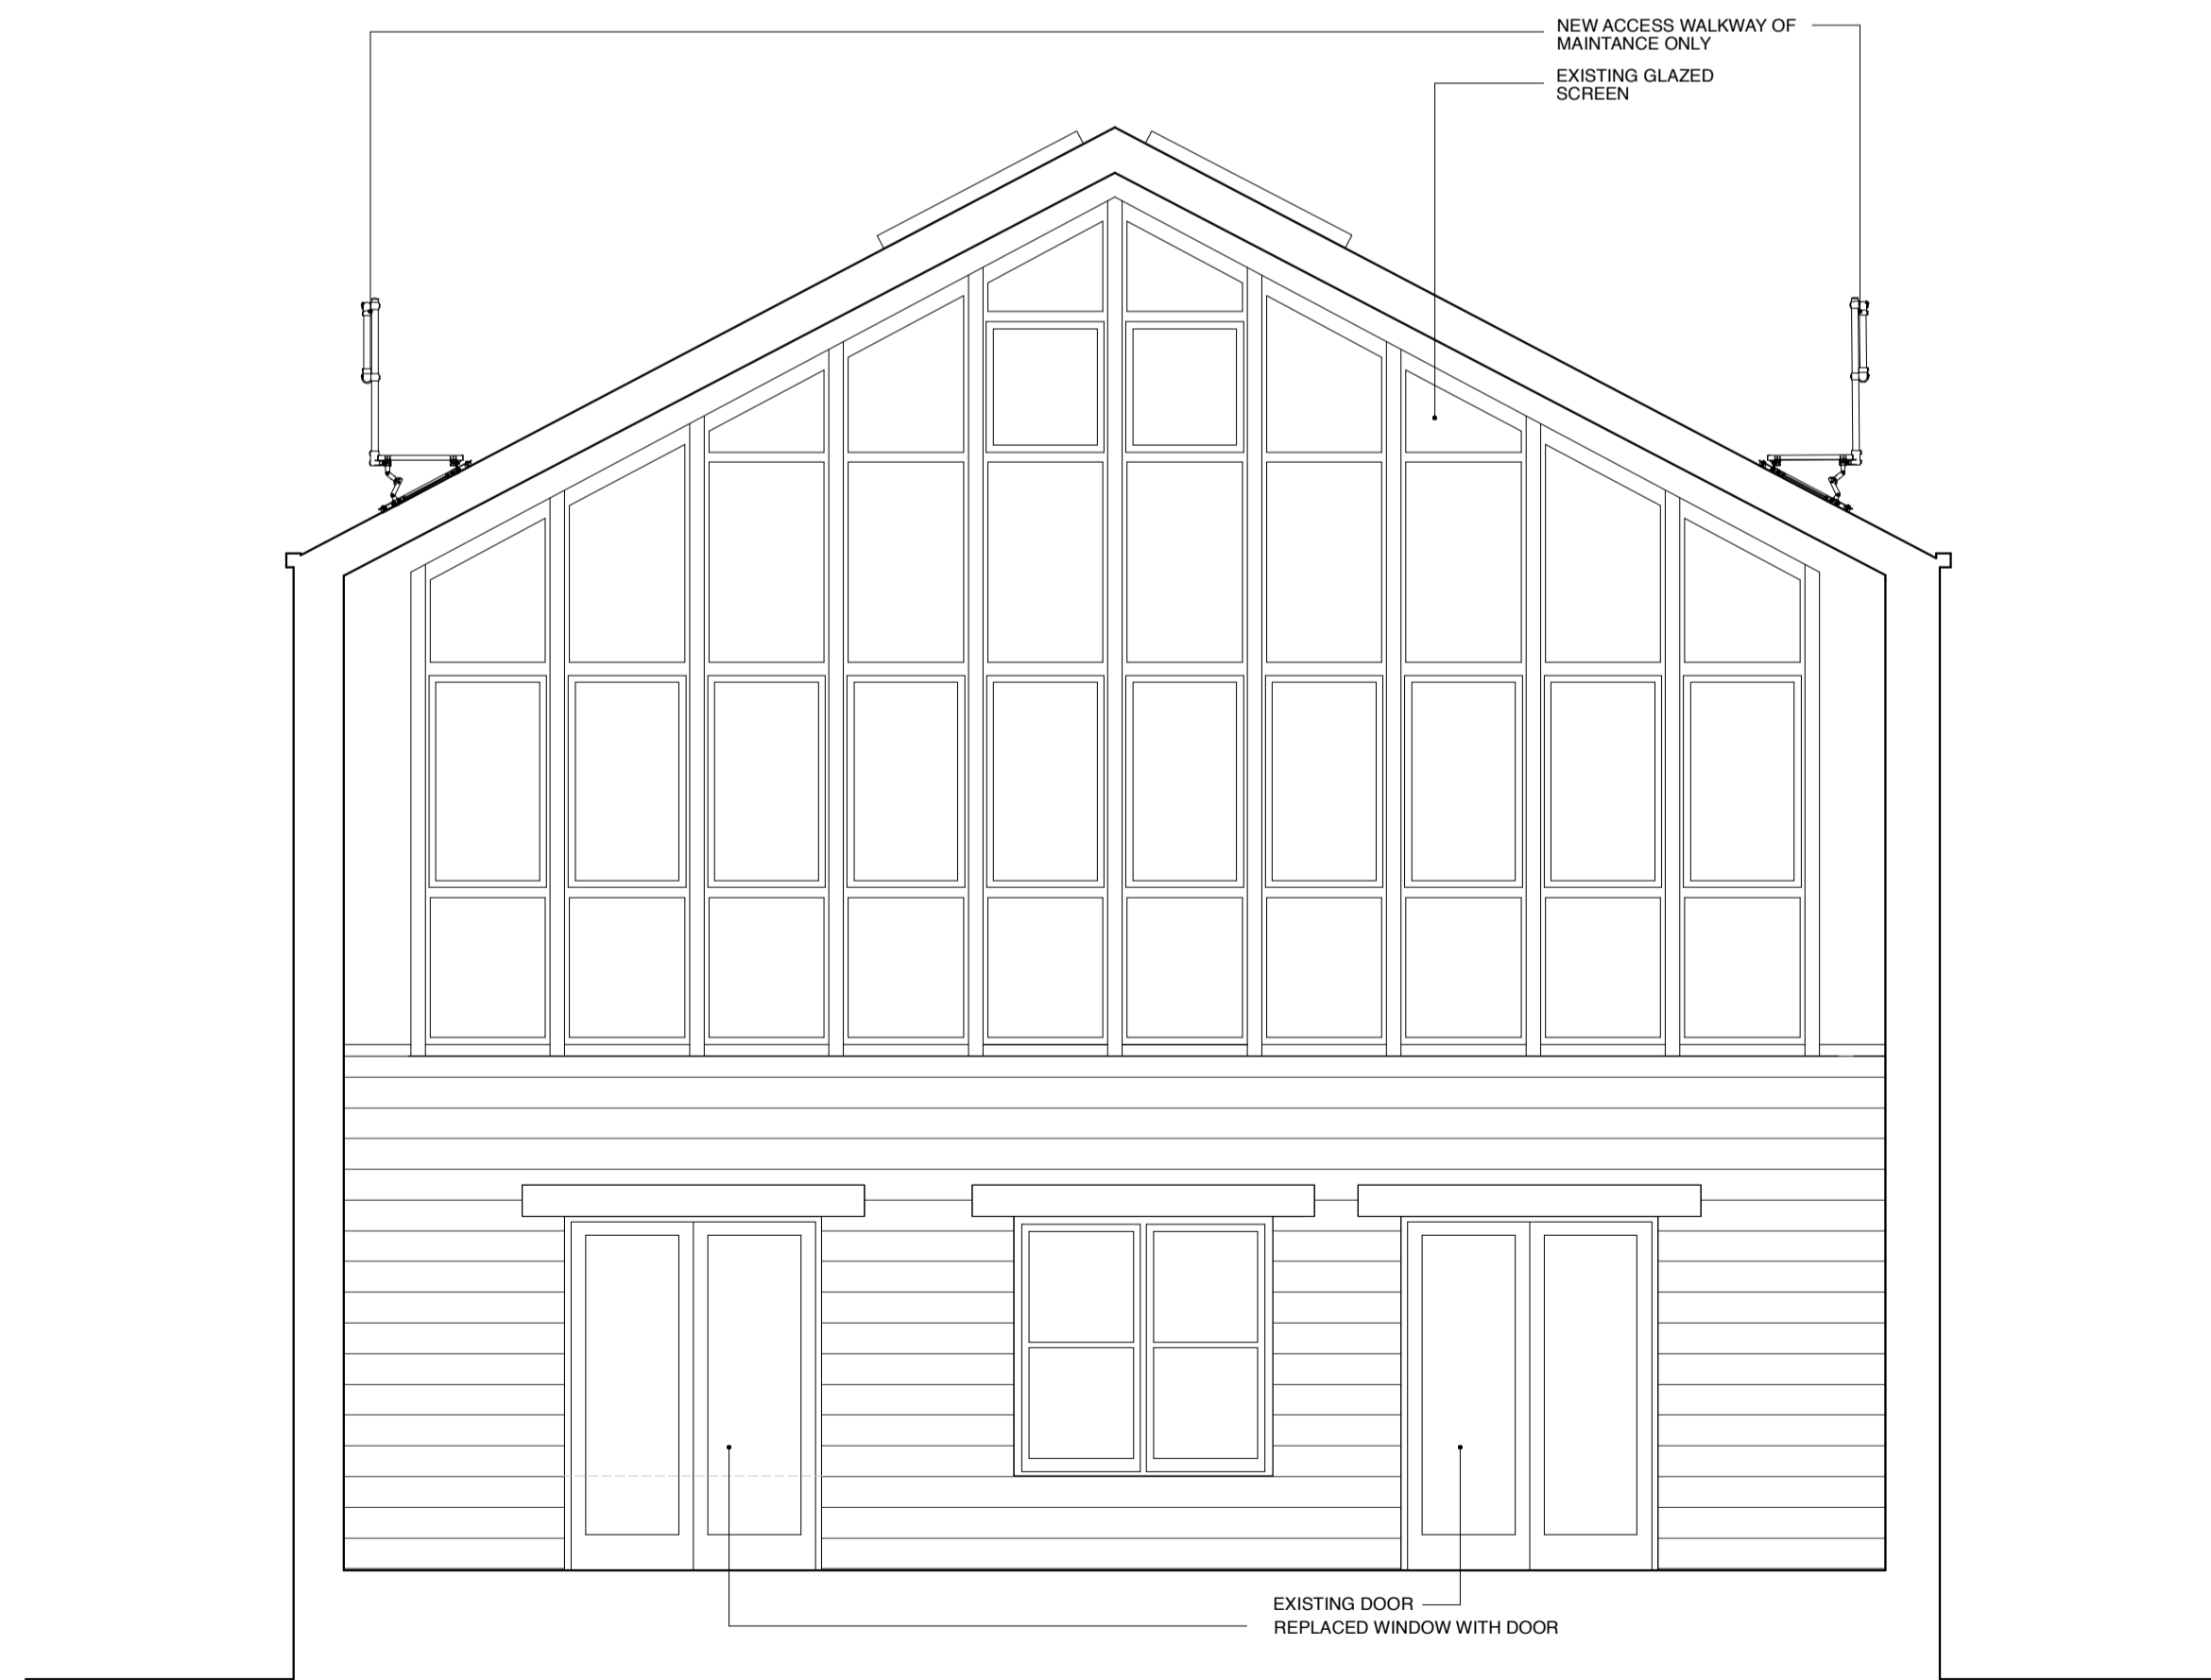 NEW ACCESS WALKWAY OF
MAINTANCE ONLY
EXISTING GLAZED
SCREEN
EXISTING DOOR
REPLACED WINDOW WITH DOOR